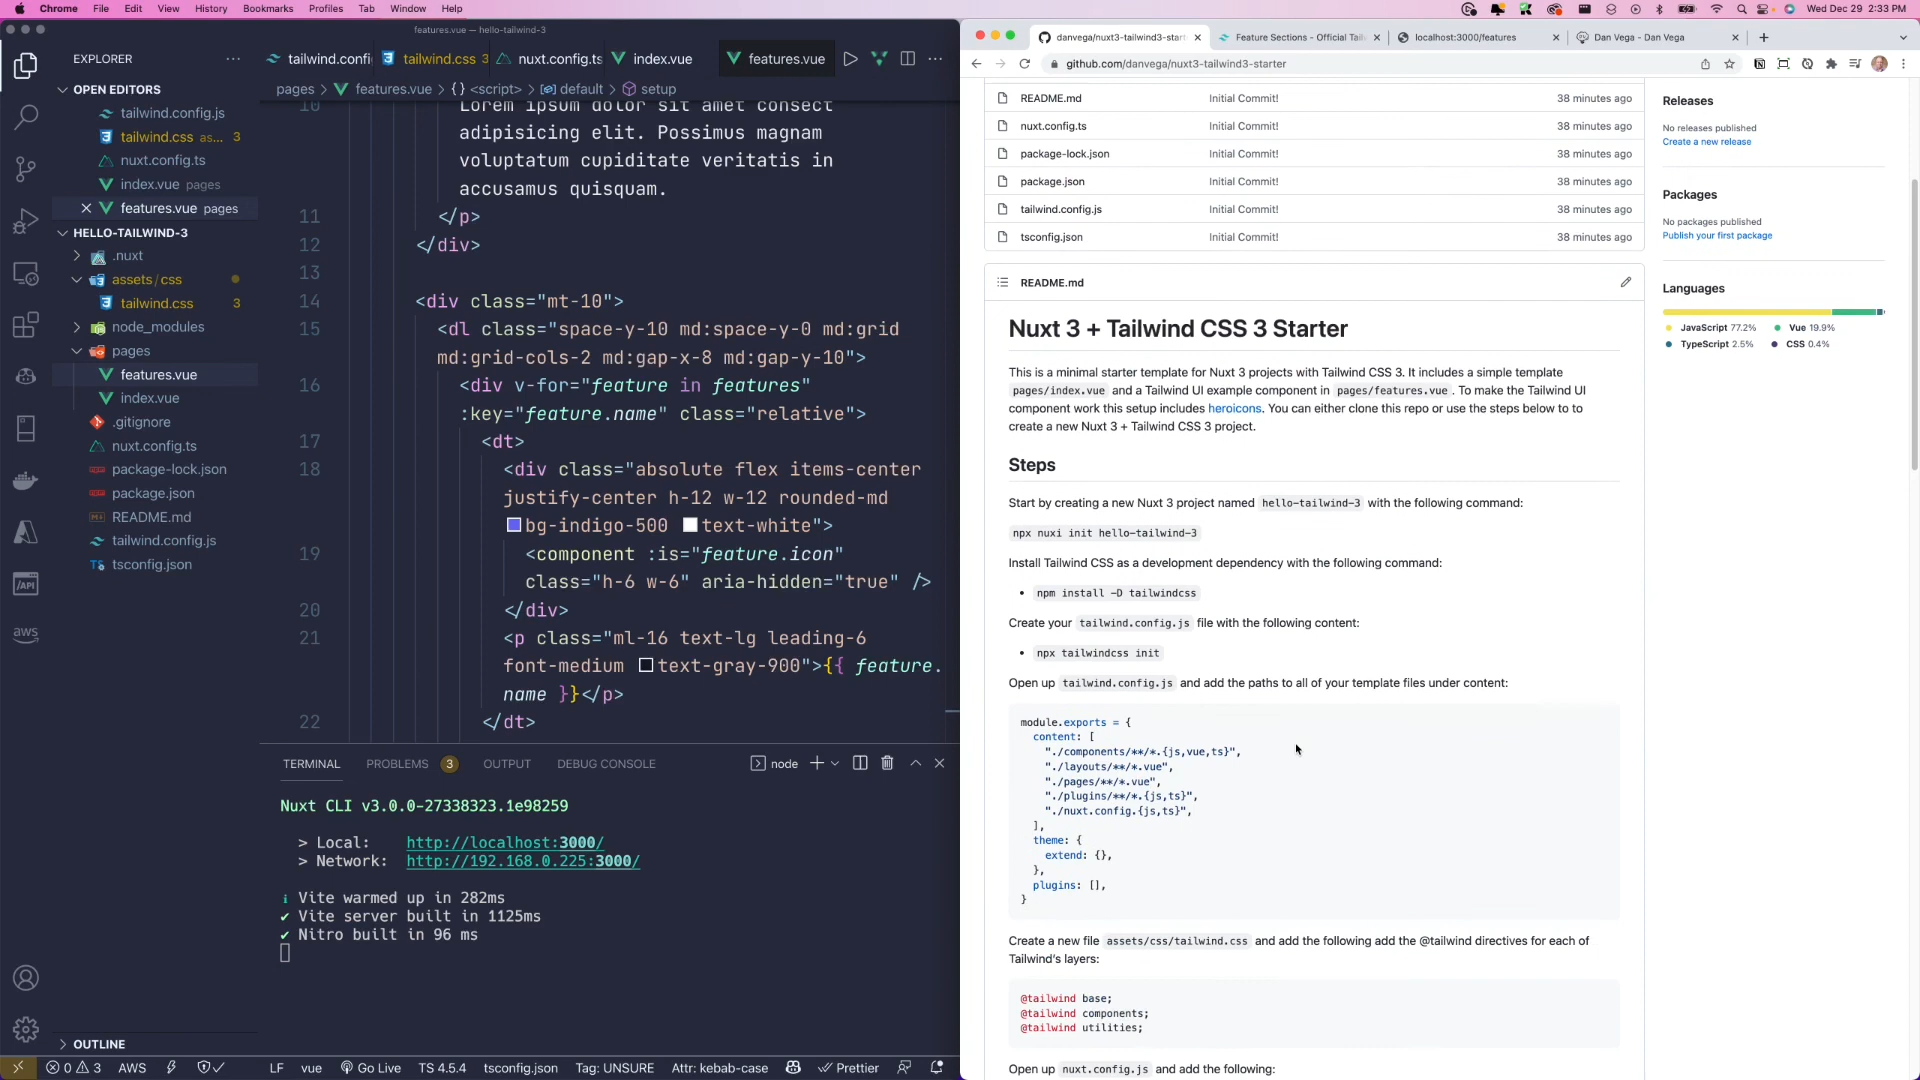 Chrome File Edit View History Bookmarks Profiles Tab Window Help
Wed Dec 29 2:33 PM
features.vue — hello-tailwind-3
EXPLORER
OPEN EDITORS
tailwind.config.js
tailwind.css as... 3
nuxt.config.ts
index.vue pages
features.vue pages
HELLO-TAILWIND-3
.nuxt
assets/css
tailwind.css 3
node_modules
pages
features.vue
index.vue
.gitignore
nuxt.config.ts
package-lock.json
package.json
README.md
tailwind.config.js
tsconfig.json
OUTLINE
tailwind.confi tailwind.css 3 nuxt.config.ts index.vue features.vue
pages > features.vue > {} <script> > default > setup
10 Lorem ipsum dolor sit amet consect
adipisicing elit. Possimus magnam
voluptatum cupiditate veritatis in
accusamus quisquam.
11 </p>
12 </div>
13
14 <div class="mt-10">
15 <dl class="space-y-10 md:space-y-0 md:grid
md:grid-cols-2 md:gap-x-8 md:gap-y-10">
16 <div v-for="feature in features"
:key="feature.name" class="relative">
17 <dt>
18 <div class="absolute flex items-center
justify-center h-12 w-12 rounded-md
bg-indigo-500 text-white">
19 <component :is="feature.icon"
class="h-6 w-6" aria-hidden="true" />
20 </div>
21 <p class="ml-16 text-lg leading-6
font-medium text-gray-900">{{ feature.
name }}</p>
22 </dt>
TERMINAL PROBLEMS 3 OUTPUT DEBUG CONSOLE
node
Nuxt CLI v3.0.0-27338323.1e98259
> Local: http://localhost:3000/
> Network: http://192.168.0.225:3000/
i Vite warmed up in 282ms
✔ Vite server built in 1125ms
✔ Nitro built in 96 ms
/API
aws
0 3 AWS LF vue Go Live TS 4.5.4 tsconfig.json Tag: UNSURE Attr: kebab-case Prettier
danvega/nuxt3-tailwind3-start
Feature Sections - Official Tail
localhost:3000/features
Dan Vega - Dan Vega
github.com/danvega/nuxt3-tailwind3-starter
README.md Initial Commit! 38 minutes ago
nuxt.config.ts Initial Commit! 38 minutes ago
package-lock.json Initial Commit! 38 minutes ago
package.json Initial Commit! 38 minutes ago
tailwind.config.js Initial Commit! 38 minutes ago
tsconfig.json Initial Commit! 38 minutes ago
README.md
Nuxt 3 + Tailwind CSS 3 Starter
This is a minimal starter template for Nuxt 3 projects with Tailwind CSS 3. It includes a simple template
pages/index.vue and a Tailwind UI example component in pages/features.vue . To make the Tailwind UI
component work this setup includes heroicons. You can either clone this repo or use the steps below to to
create a new Nuxt 3 + Tailwind CSS 3 project.
Steps
Start by creating a new Nuxt 3 project named hello-tailwind-3 with the following command:
npx nuxi init hello-tailwind-3
Install Tailwind CSS as a development dependency with the following command:
• npm install -D tailwindcss
Create your tailwind.config.js file with the following content:
• npx tailwindcss init
Open up tailwind.config.js and add the paths to all of your template files under content:
module.exports = {
content: [
"./components/**/*.{js,vue,ts}",
"./layouts/**/*.vue",
"./pages/**/*.vue",
"./plugins/**/*.{js,ts}",
"./nuxt.config.{js,ts}",
],
theme: {
extend: {},
},
plugins: [],
}
Create a new file assets/css/tailwind.css and add the following add the @tailwind directives for each of
Tailwind's layers:
@tailwind base;
@tailwind components;
@tailwind utilities;
Open up nuxt.config.js and add the following:
Releases
No releases published
Create a new release
Packages
No packages published
Publish your first package
Languages
JavaScript 77.2% Vue 19.9%
TypeScript 2.5% CSS 0.4%